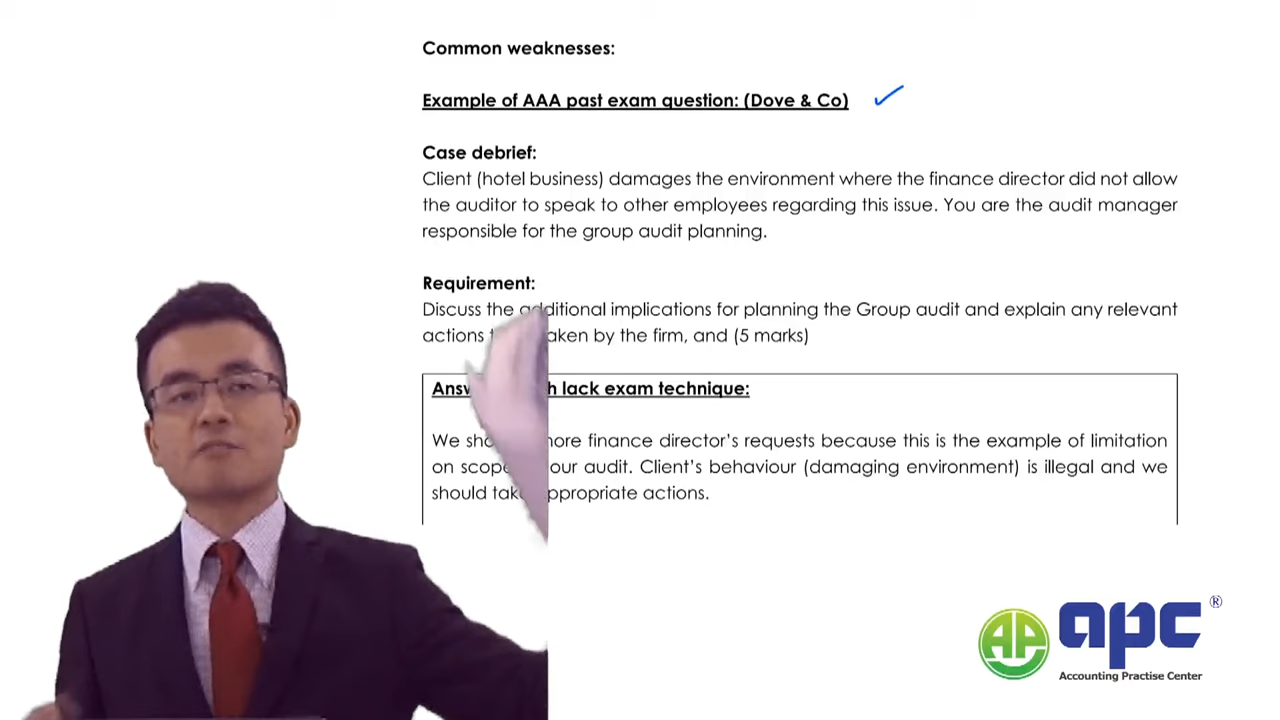 Common weaknesses:
Example of AAA past exam question: (Dove & Co)
Case debrief:
Client (hotel business) damages the environment where the finance director did not allow
the auditor to speak to other employees regarding this issue. You are the audit manager
responsible for the group audit planning.
Requirement:
Discuss the additional implications for planning the Group audit and explain any relevant
actions taken by the firm, and (5 marks)
lack exam technique:
We finance director's requests because this is the example of limitation
on scope our audit. Client's behaviour (damaging environment) is illegal and we
should appropriate actions.
apc ®
Accounting Practise Center